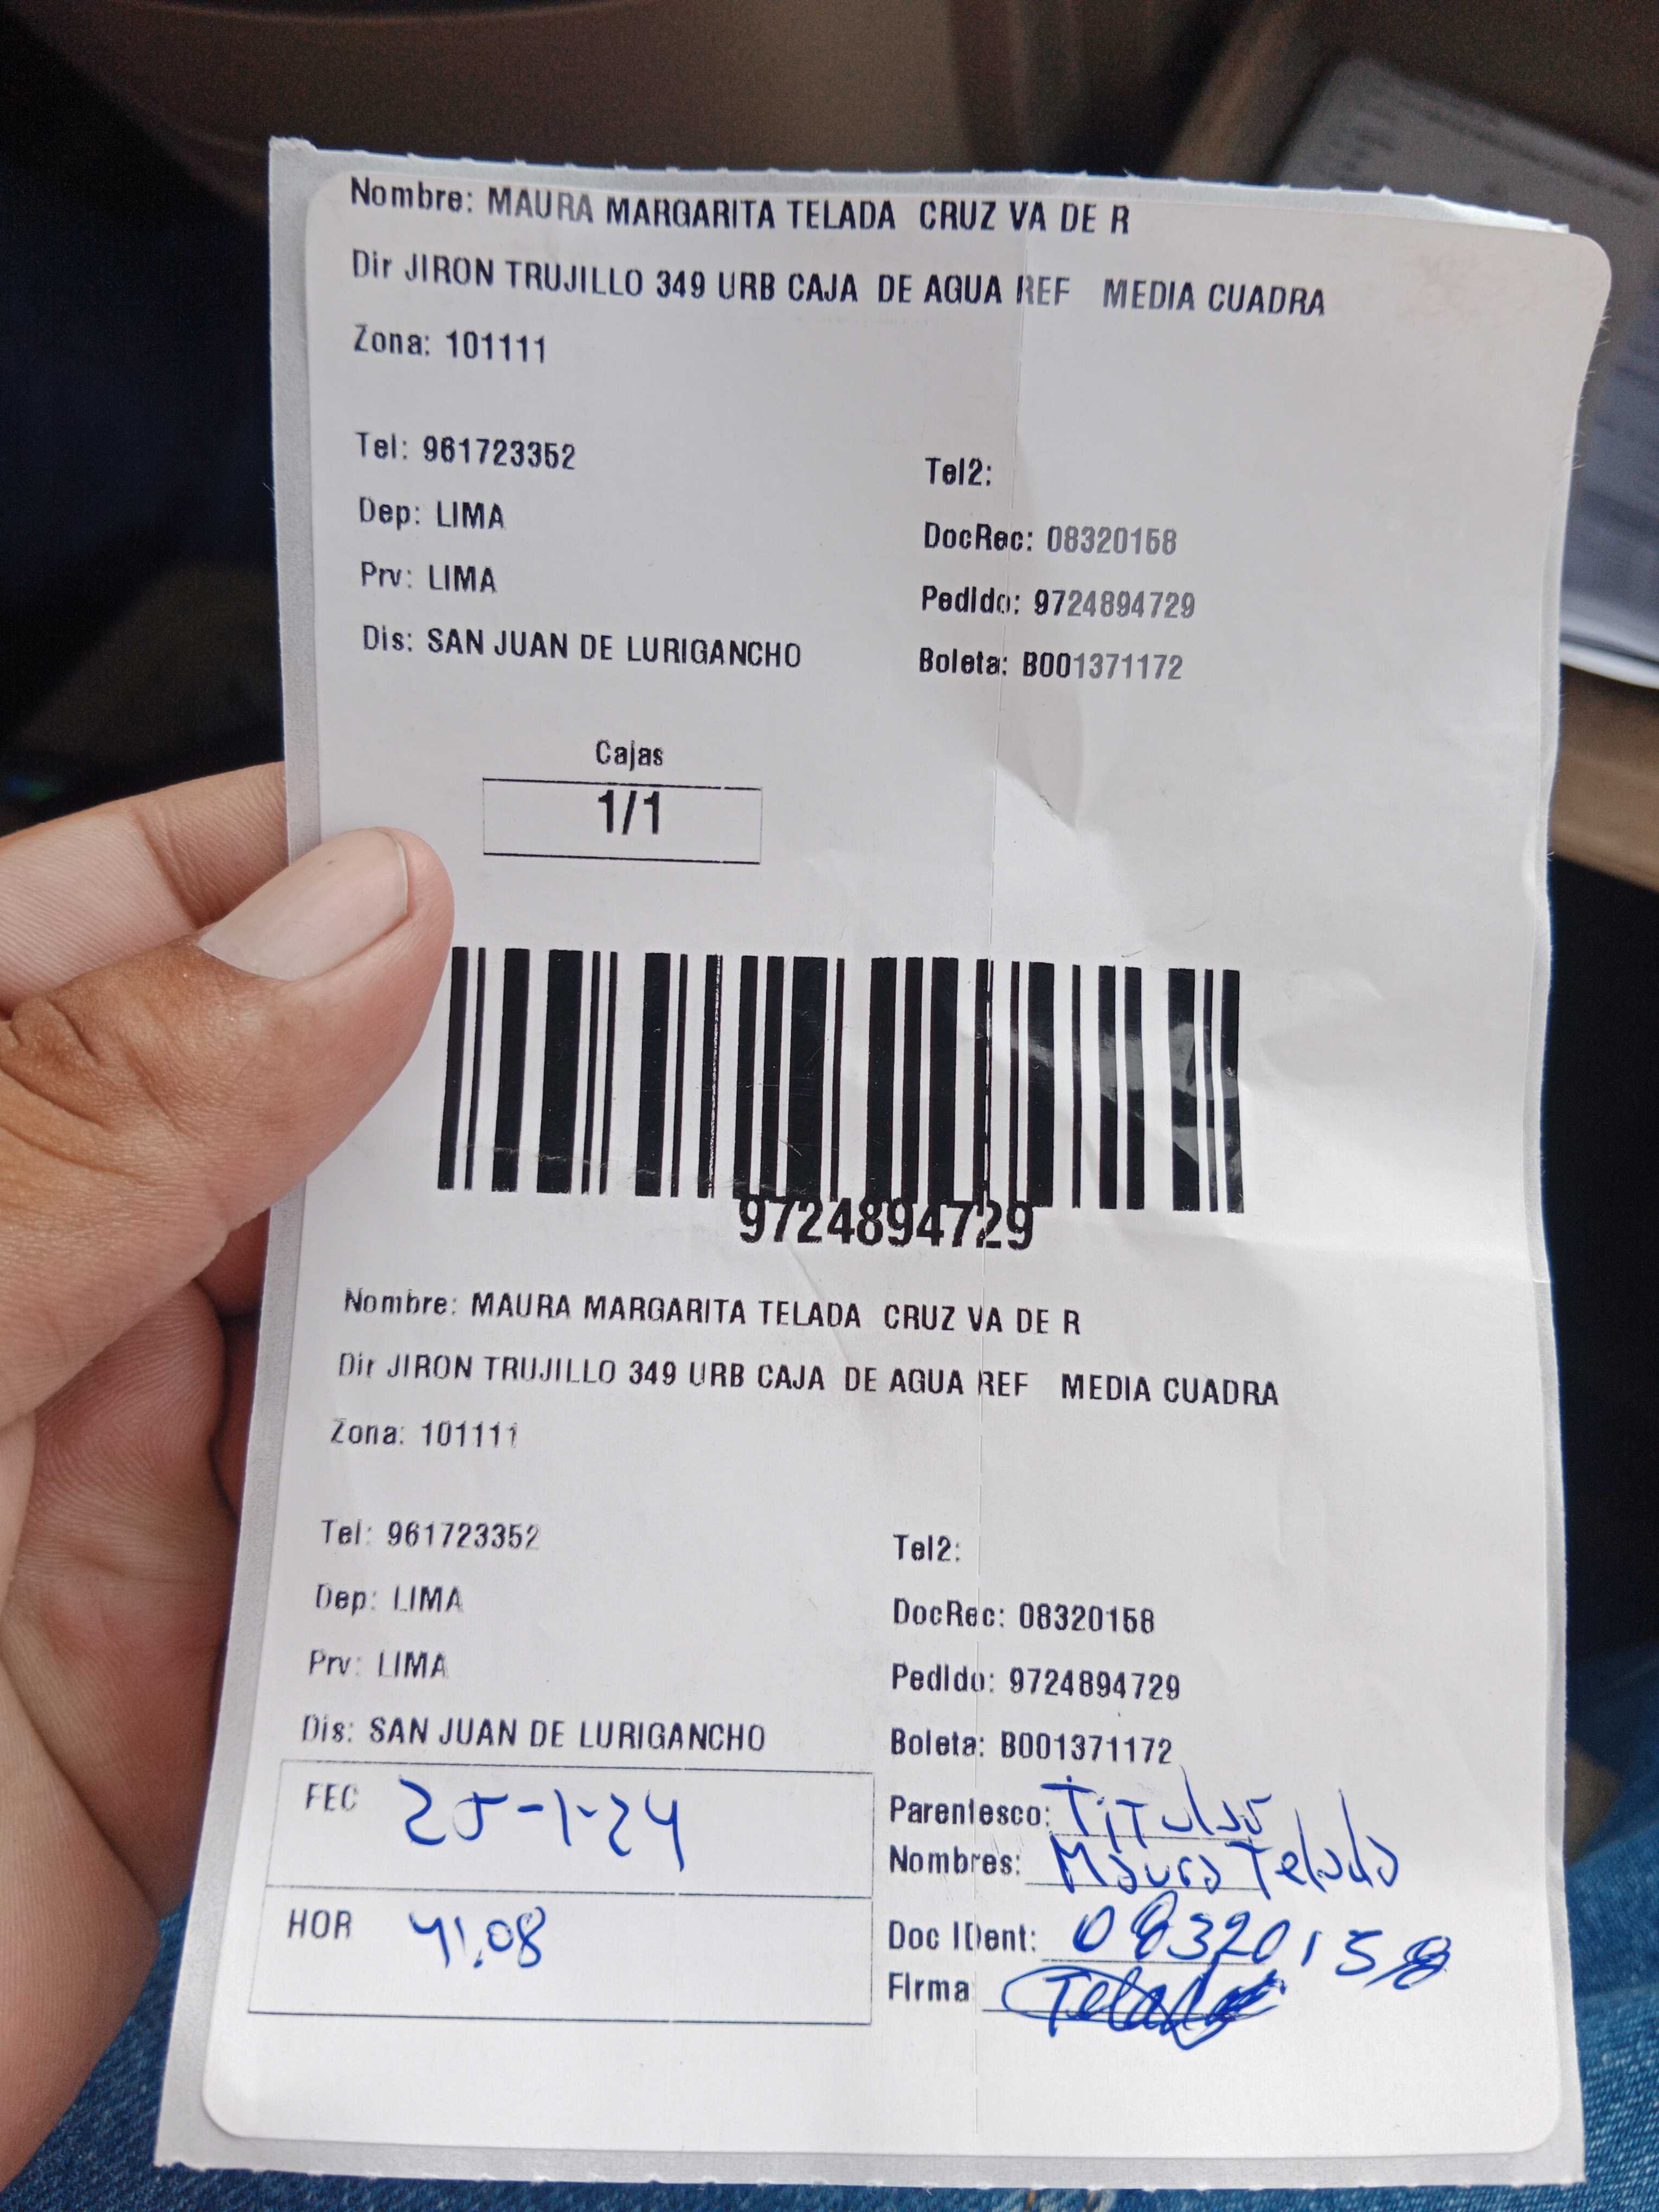 Nombre: MAURA MARGARITA TELADA CRUZ VA DE R
Dir JIRON TRUJILLO 349 URB CAJA DE AGUA REF MEDIA CUADRA
Zona: 101111
Tel: 961723352
Tel2:
Dep: LIMA
DocRec: 08320158
Prv: LIMA
Pedido: 9724894729
Dis: SAN JUAN DE LURIGANCHO
Boleta: B001371172
Cajas
1/1
9724894729
Nombre: MAURA MARGARITA TELADA CRUZ VA DE R
Dir JIRON TRUJILLO 349 URB CAJA DE AGUA REF MEDIA CUADRA
Zona: 101111
Tel: 961723352
Tel2:
Dep: LIMA
DocRec: 08320158
Prv: LIMA
Pedido: 9724894729
Dis: SAN JUAN DE LURIGANCHO
Boleta: B001371172
FEC 25-1-24
Parentesco: Titular
Nombres: Maura Telada
HOR
Doc IDent: 08320158
Firma Telada